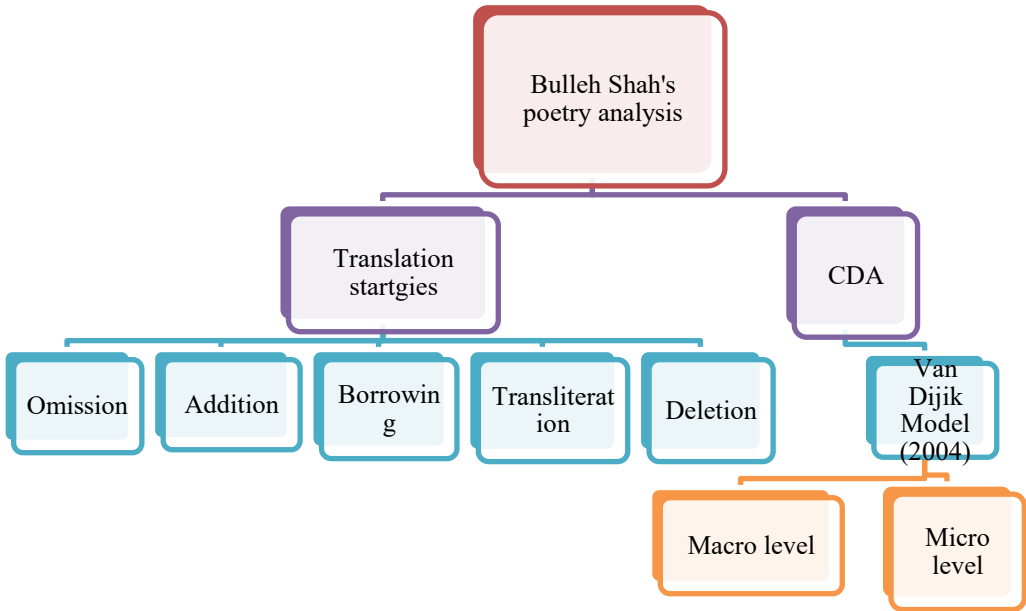 Bulleh Shah's
poetry analysis
Translation
startgies
CDA
Omission
Addition
Borrowin
g
Transliterat
ion
Deletion
Van
Dijik
Model
(2004)
Macro level
Micro
level